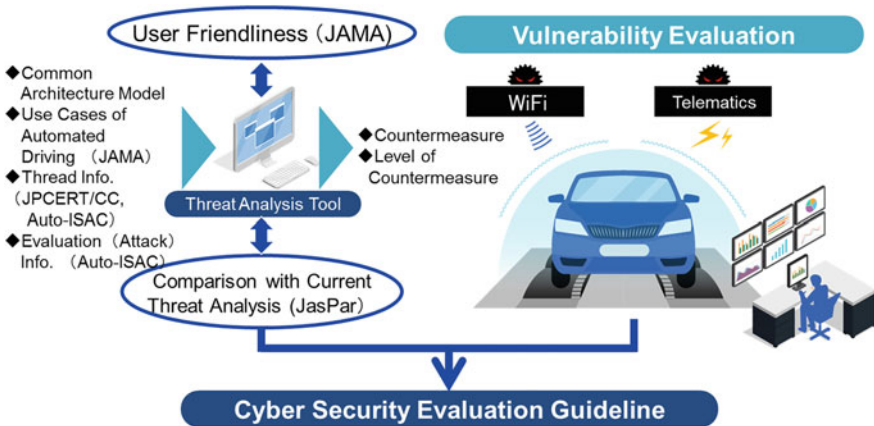 User Friendliness (JAMA)
◆Common
Architecture Model
◆Use Cases of
Automated
Driving (JAMA)
◆Thread Info.
(JPCERT/CC,
Auto-ISAC)
◆Evaluation (Attack)
Info. (Auto-ISAC)
Threat Analysis Tool
◆Countermeasure
◆Level of
Countermeasure
Comparison with Current
Threat Analysis (JasPar)
Vulnerability Evaluation
WiFi
Telematics
Cyber Security Evaluation Guideline